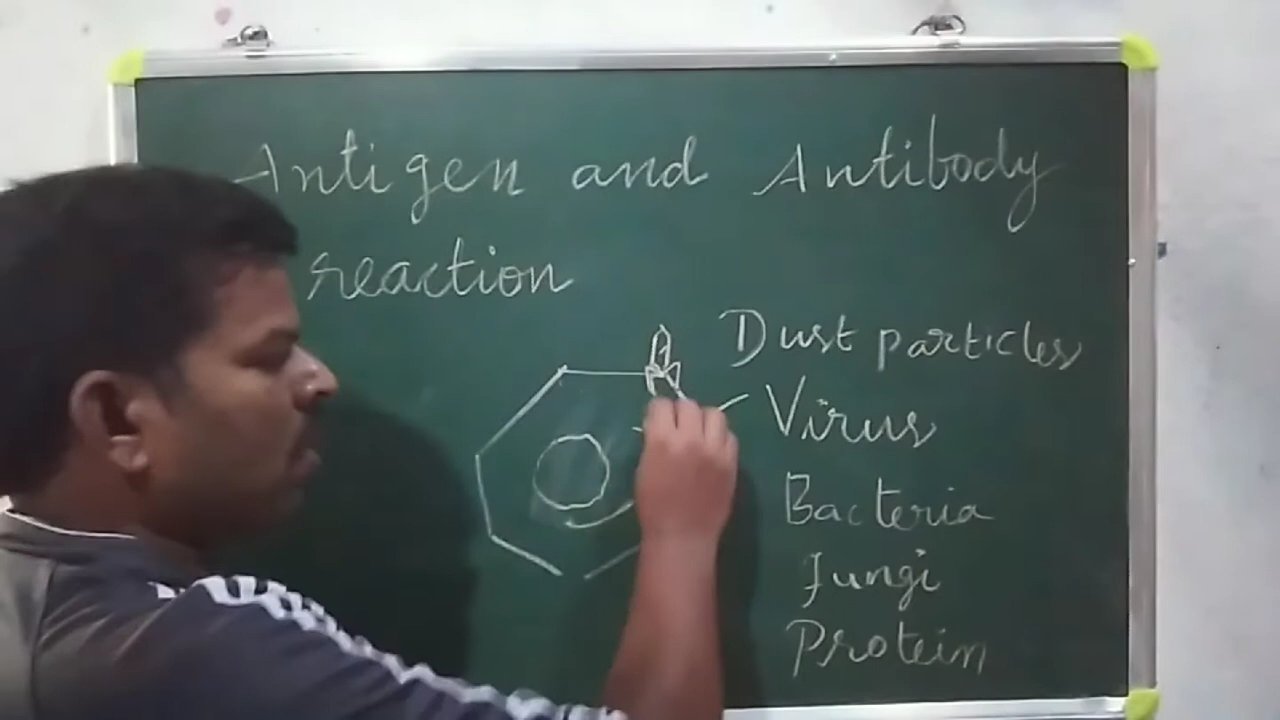 Antigen and Antibody
reaction
Dust particles
Virus
Bacteria
Fungi
Protein